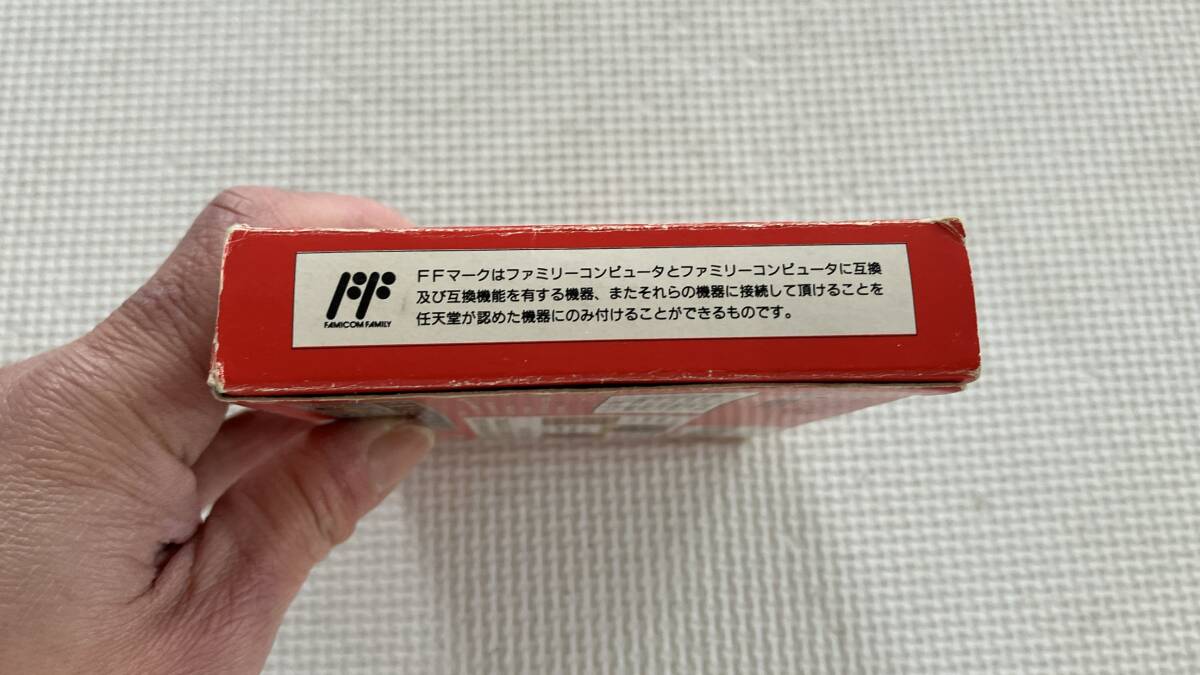 FFマークはファミリーコンピュータとファミリーコンピュータに互換
及び互換機能を有する機器、またそれらの機器に接続して頂けることを
任天堂が認めた機器にのみ付けることができるものです。
FF
FAMICOM FAMILY